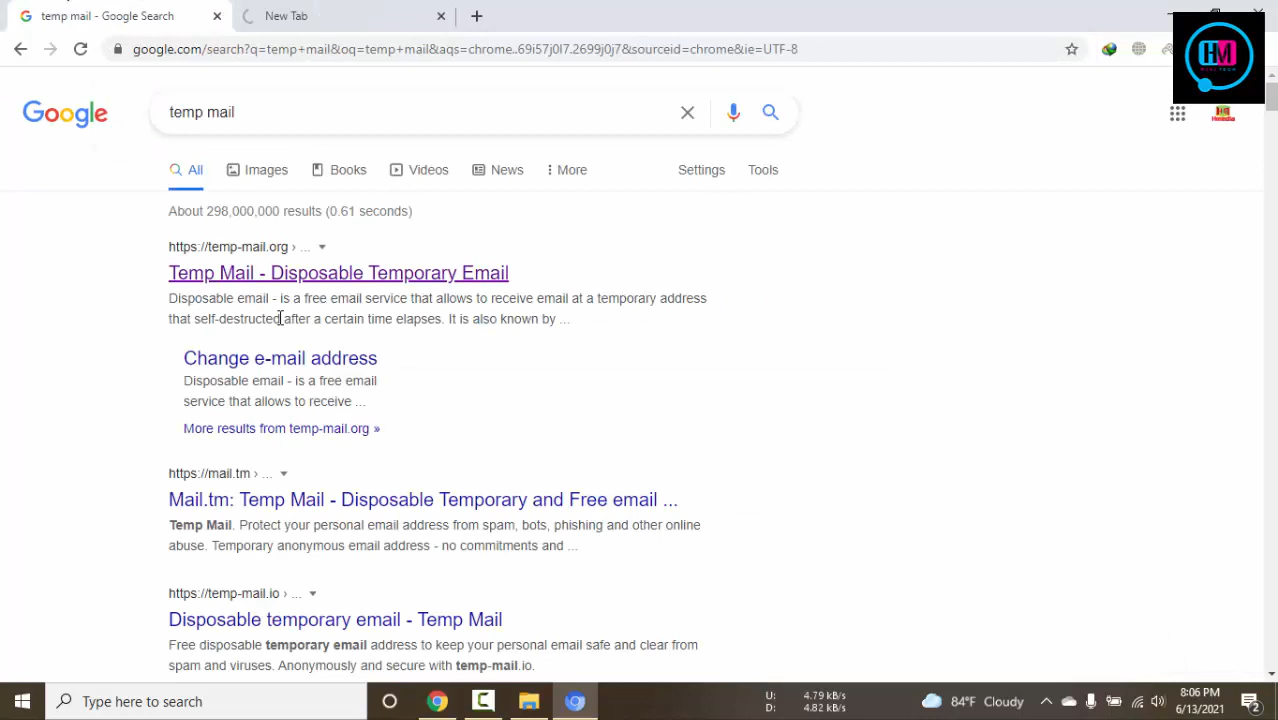 temp mail - Google Search
New Tab
google.com/search?q=temp+mail&oq=temp+mail&aqs=chrome..69i57j0l7.2699j0j7&sourceid=chrome&ie=UTF-8
HM
Google
temp mail
All
Images
Books
Videos
News
More
Settings
Tools
About 298,000,000 results (0.61 seconds)
https://temp-mail.org › ...
Temp Mail - Disposable Temporary Email
Disposable email - is a free email service that allows to receive email at a temporary address
that self-destructed after a certain time elapses. It is also known by ...
Change e-mail address
Disposable email - is a free email
service that allows to receive ...
More results from temp-mail.org »
https://mail.tm › ...
Mail.tm: Temp Mail - Disposable Temporary and Free email ...
Temp Mail. Protect your personal email address from spam, bots, phishing and other online
abuse. Temporary anonymous email address - no commitments and ...
https://temp-mail.io › ...
Disposable temporary email - Temp Mail
Free disposable temporary email address to keep your personal email safe and clear from
spam and viruses. Anonymously and secure with temp-mail.io.
Type here to search
U: 4.79 kB/s
D: 4.82 kB/s
84°F Cloudy
8:06 PM
6/13/2021
2